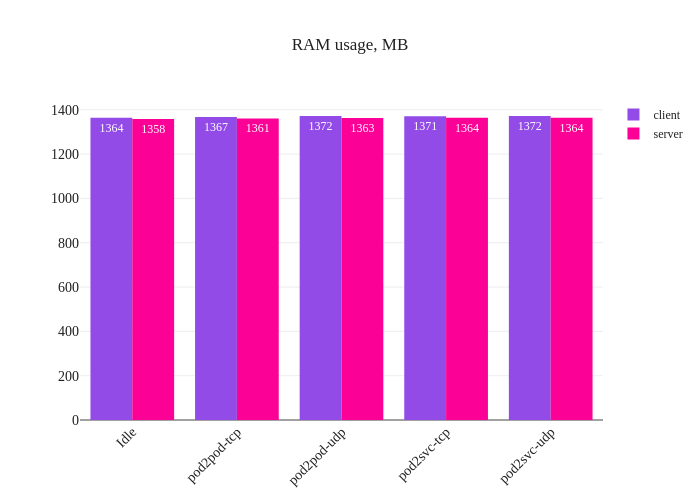 RAM usage, MB
1400
1200
1000
800
600
400
200
0
1364
1358
1367
1361
1372
1363
1371
1364
1372
1364
Idle
pod2pod-tcp
pod2pod-udp
pod2svc-tcp
pod2svc-udp
client
server